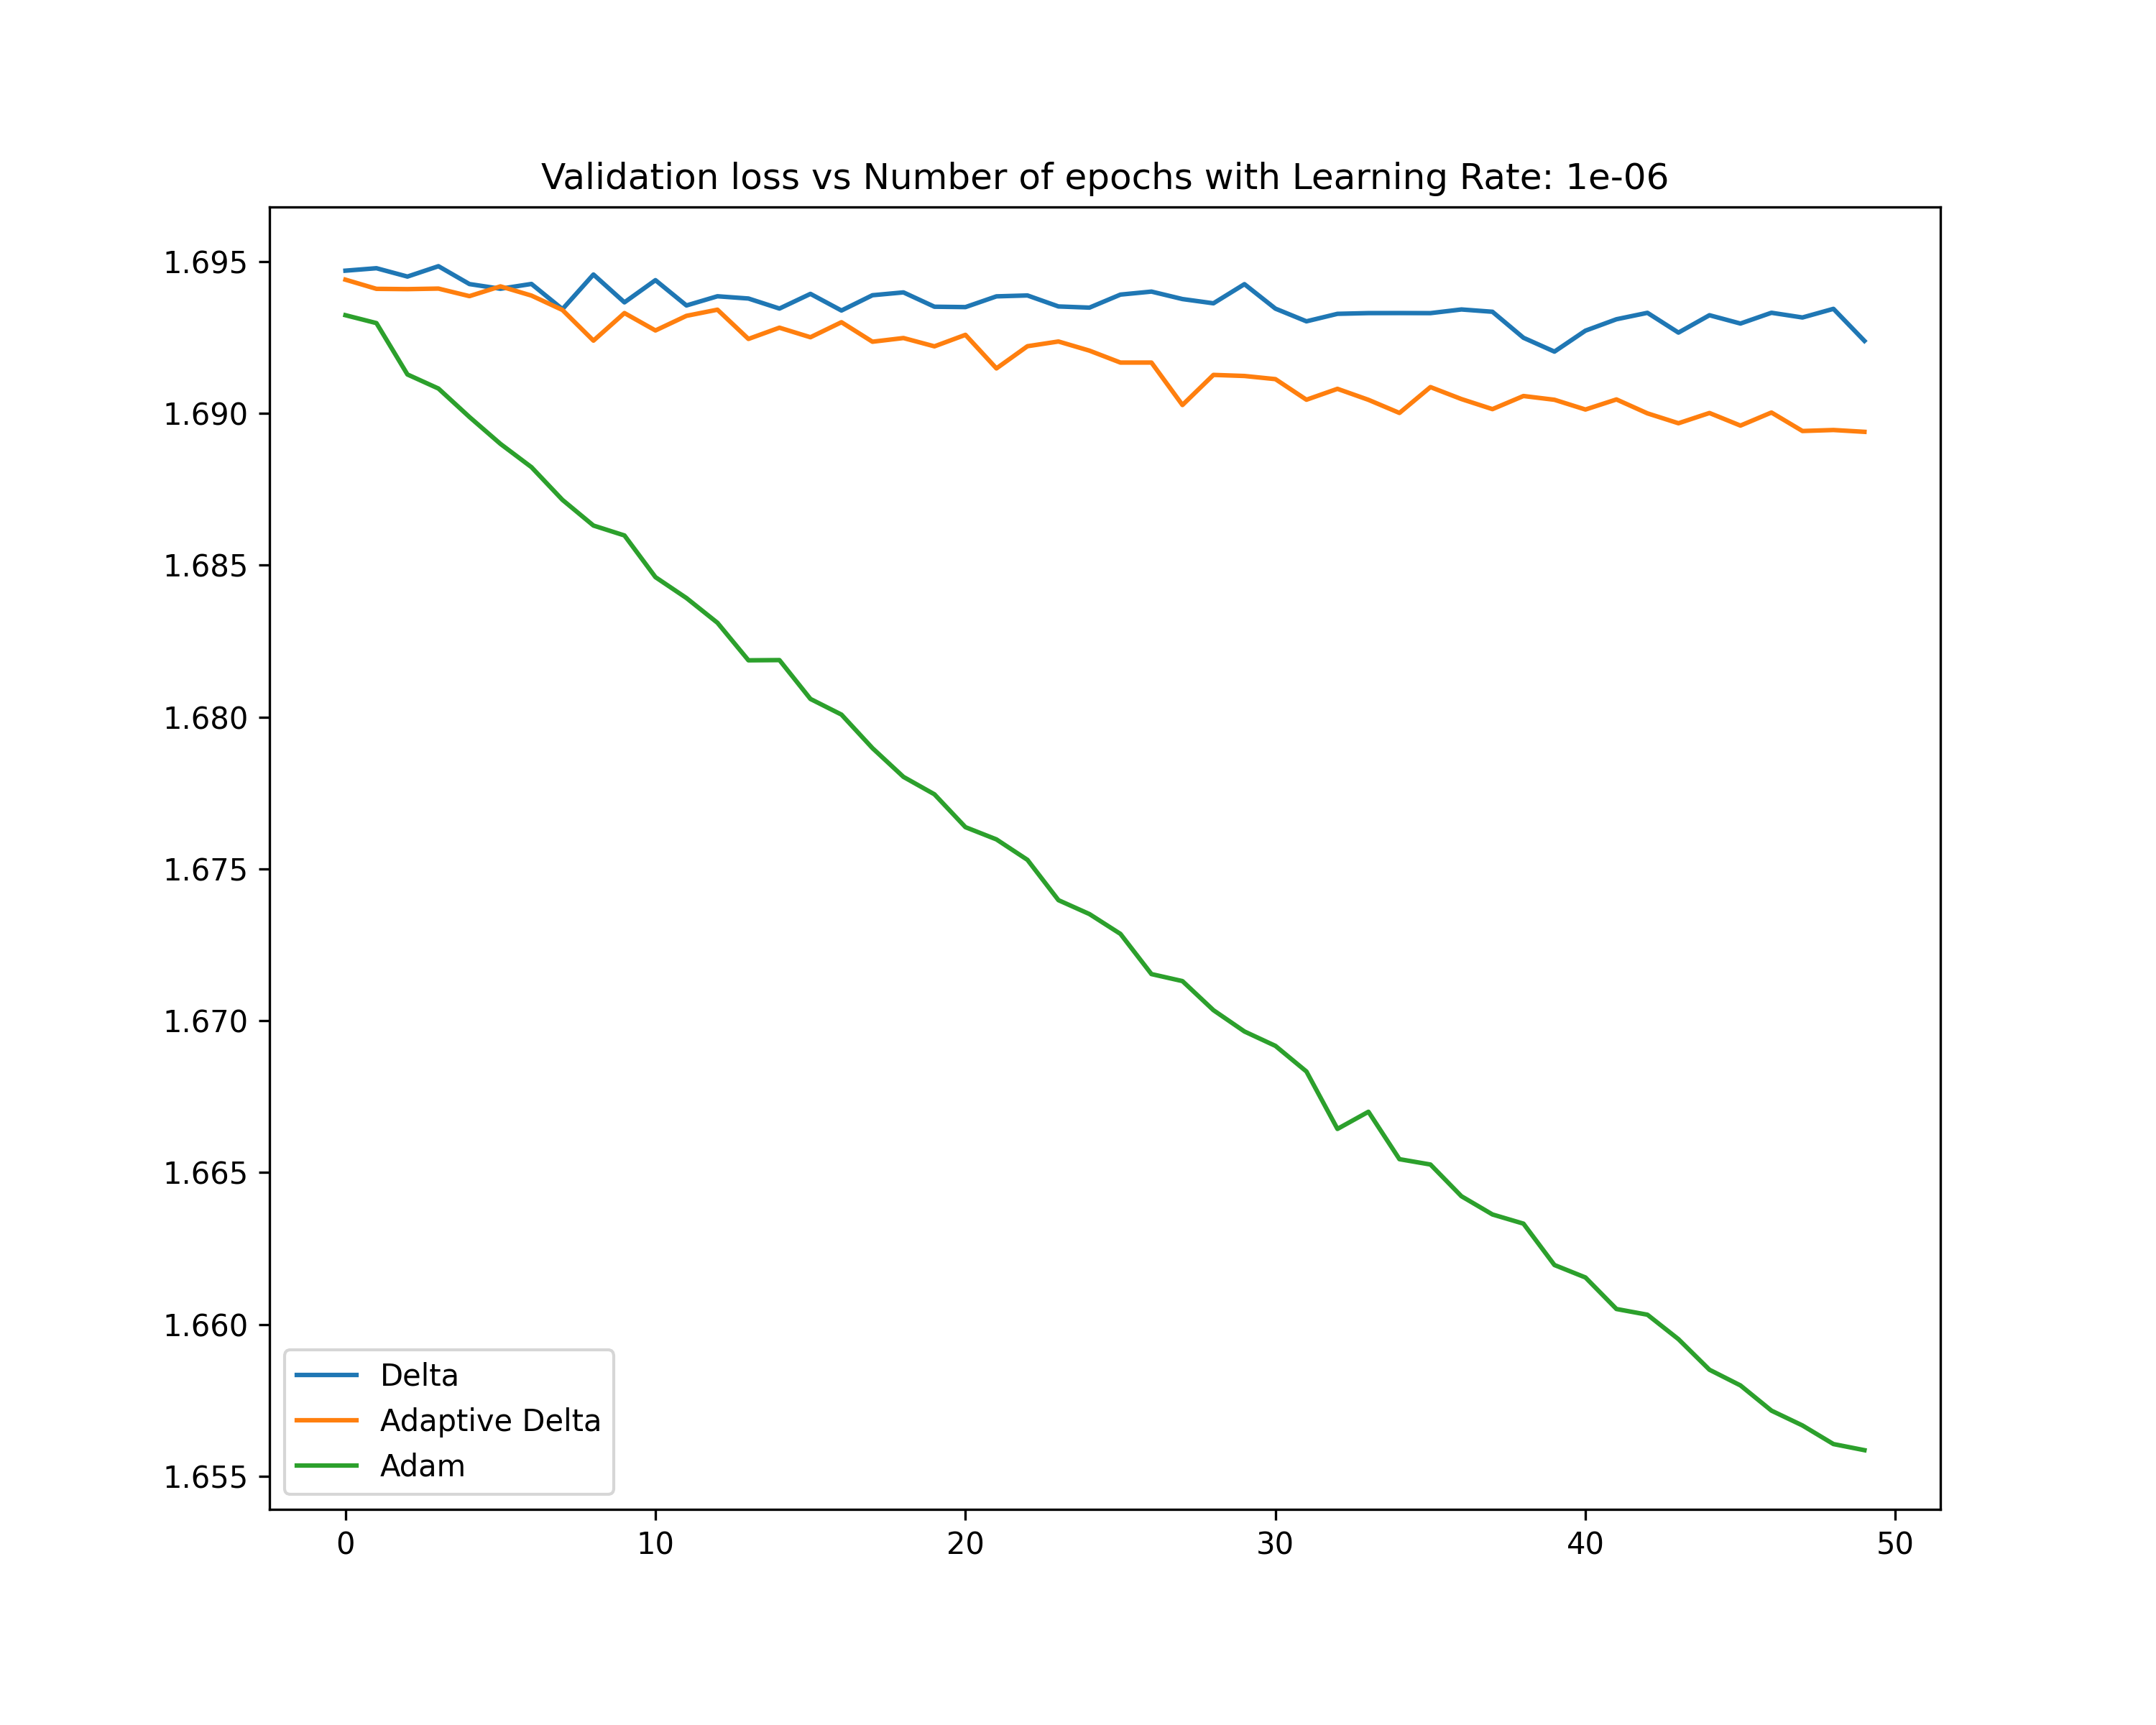 Validation loss vs Number of epochs with Learning Rate: 1e-06
1.695
1.690
1.685
1.680
1.675
1.670
1.665
1.660
1.655
Delta
Adaptive Delta
Adam
0 10 20 30 40 50